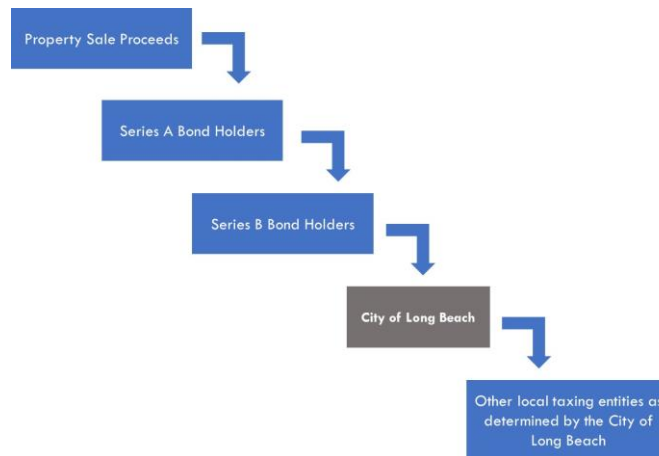 Property Sale Proceeds
Series A Bond Holders
Series B Bond Holders
City of Long Beach
Other local taxing entities as
determined by the City of
Long Beach